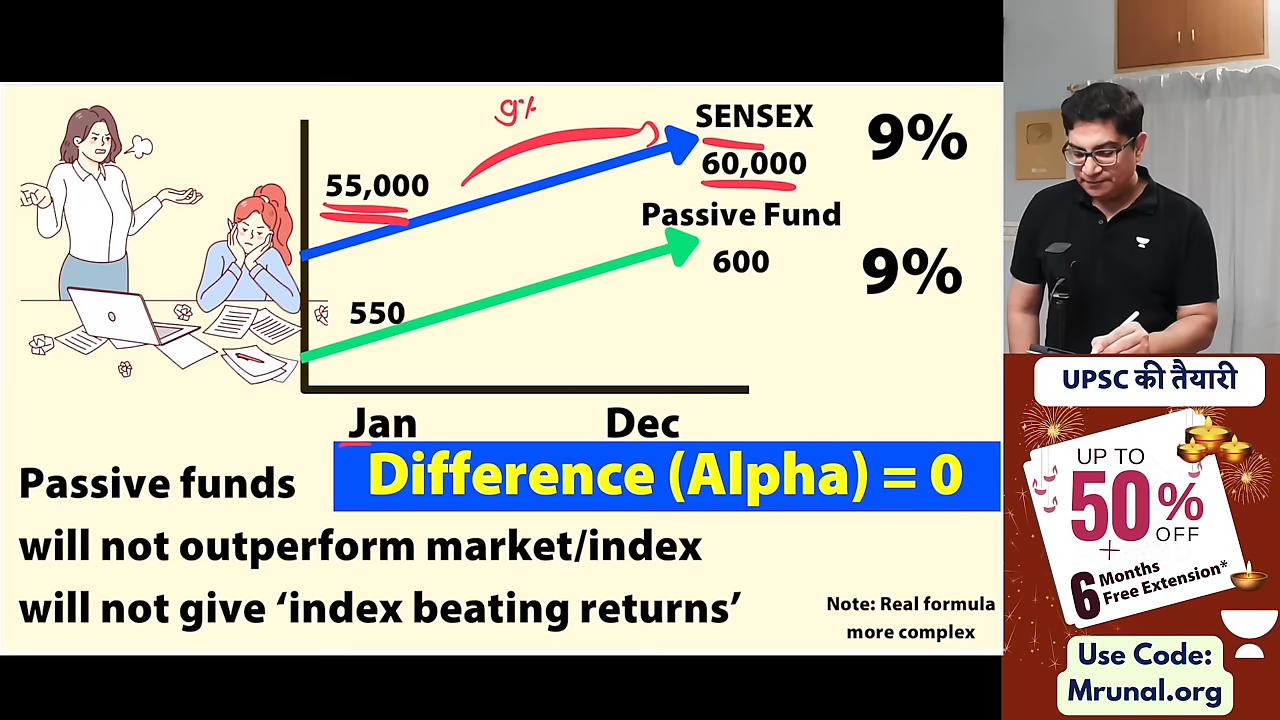 9%
SENSEX
9%
55,000
60,000
Passive Fund
600
9%
550
Jan
Dec
Difference (Alpha) = 0
Passive funds
will not outperform market/index
will not give ‘index beating returns’
Note: Real formula
more complex
UPSC की तैयारी
UP TO
50%
OFF
+
6 Months
Free Extension*
Use Code:
Mrunal.org